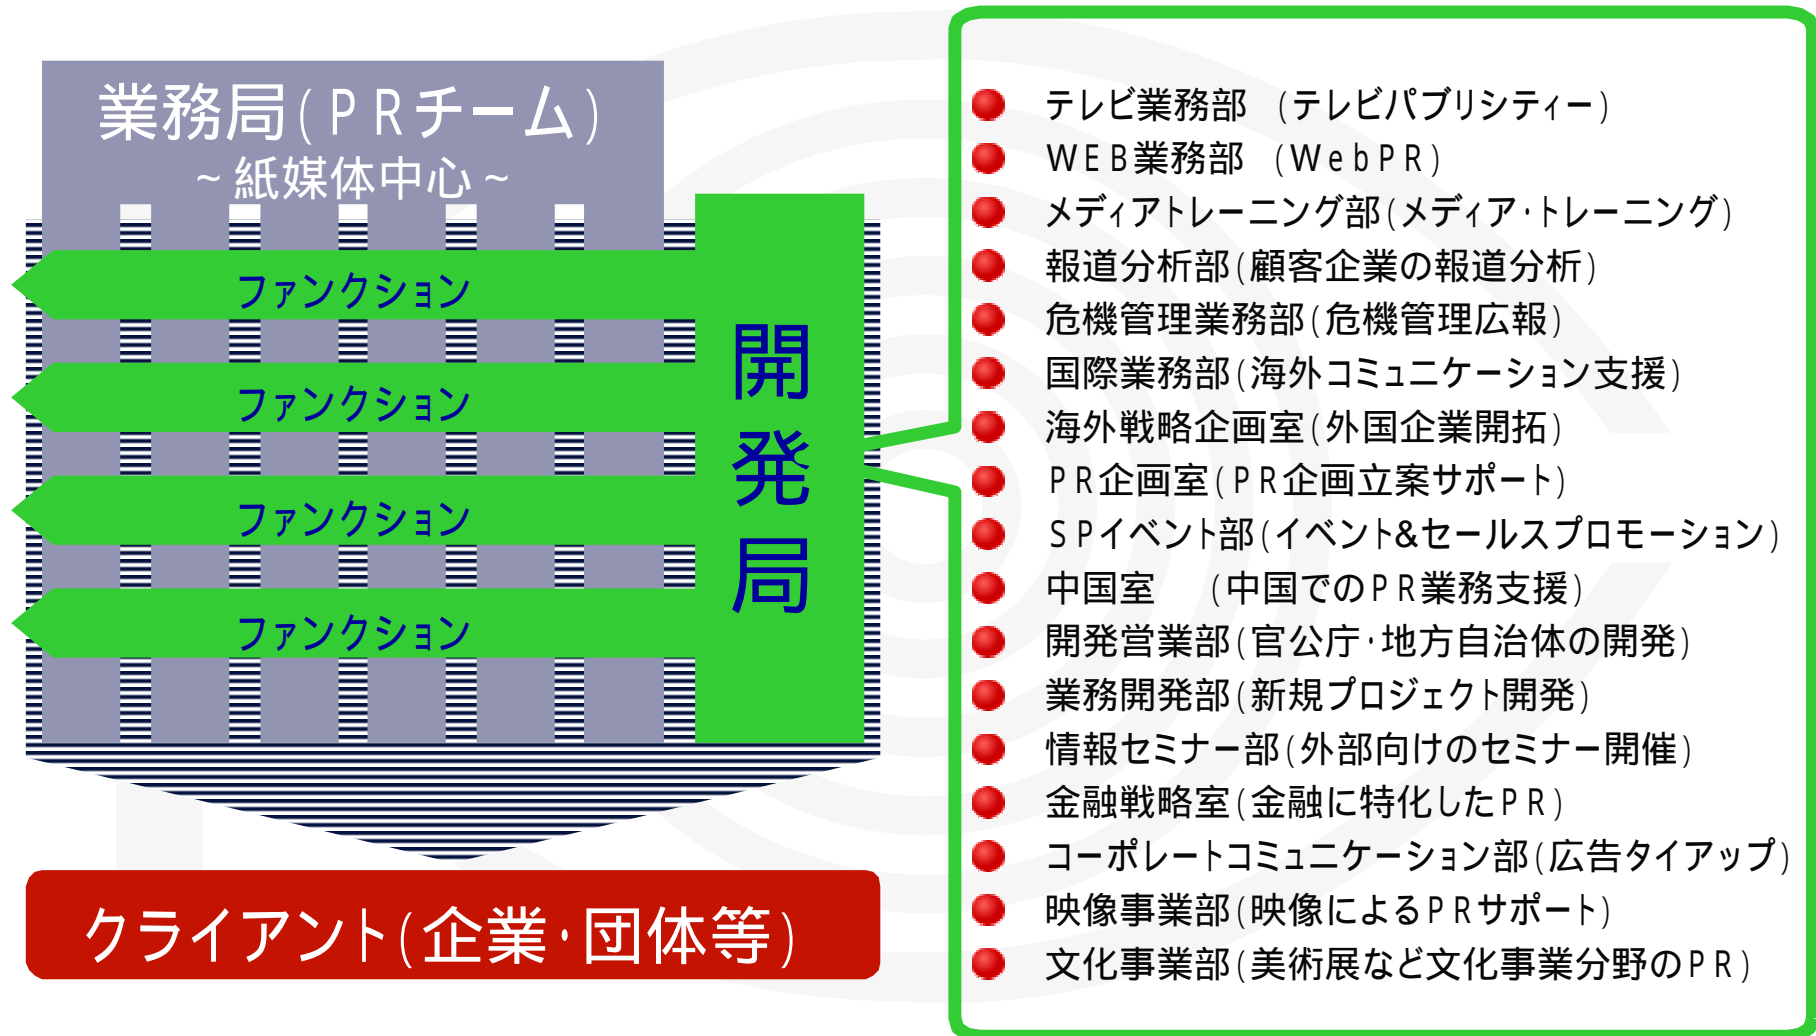 業務局(PRチーム)
~紙媒体中心~
ファンクション
ファンクション
ファンクション
ファンクション
開発局
クライアント(企業・団体等)
テレビ業務部 (テレビパブリシティー)
WEB業務部 (WebPR)
メディアトレーニング部(メディア・トレーニング)
報道分析部(顧客企業の報道分析)
危機管理業務部(危機管理広報)
国際業務部(海外コミュニケーション支援)
海外戦略企画室(外国企業開拓)
PR企画室(PR企画立案サポート)
SPイベント部(イベント&セールスプロモーション)
中国室 (中国でのPR業務支援)
開発営業部(官公庁・地方自治体の開発)
業務開発部(新規プロジェクト開発)
情報セミナー部(外部向けのセミナー開催)
金融戦略室(金融に特化したPR)
コーポレートコミュニケーション部(広告タイアップ)
映像事業部(映像によるPRサポート)
文化事業部(美術展など文化事業分野のPR)